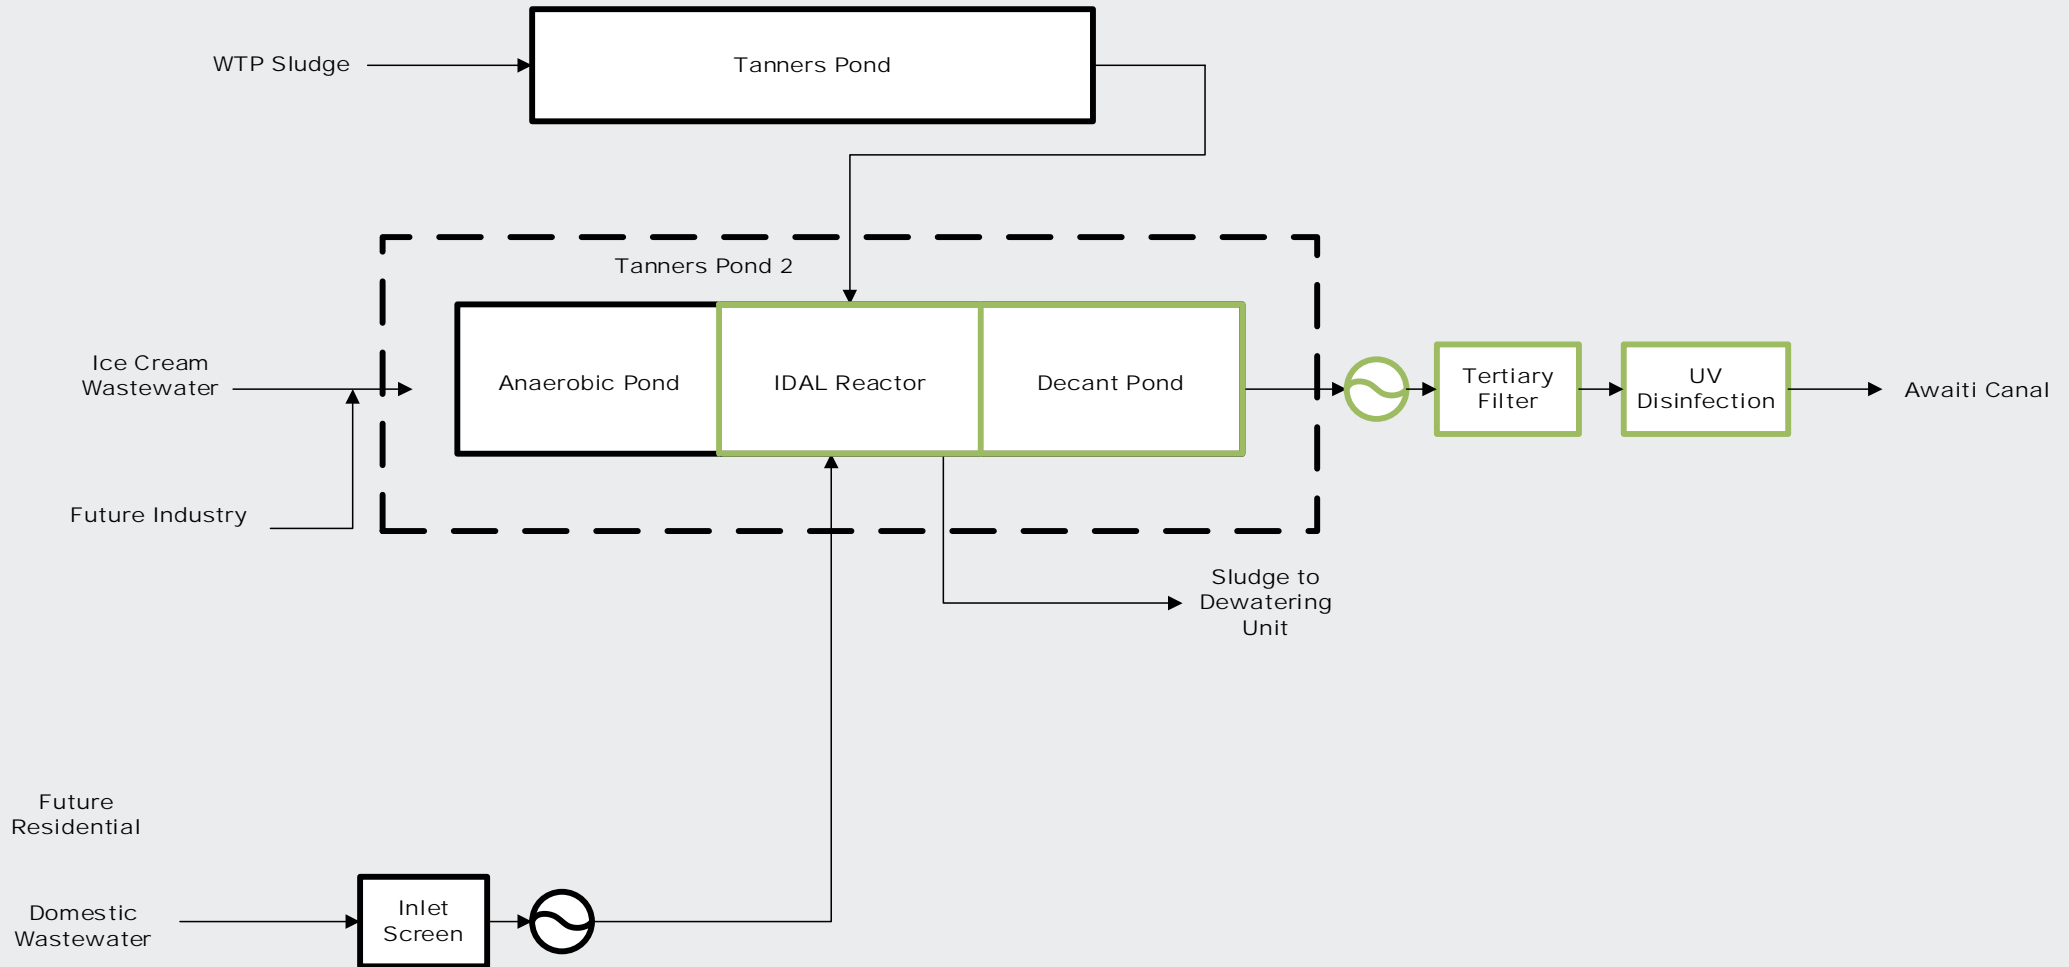 WTP Sludge
Tanners Pond
Tanners Pond 2
Ice Cream
Wastewater
Anaerobic Pond
IDAL Reactor
Decant Pond
Tertiary
Filter
UV
Disinfection
Awaiti Canal
Future Industry
Sludge to
Dewatering
Unit
Future
Residential
Domestic
Wastewater
Inlet
Screen